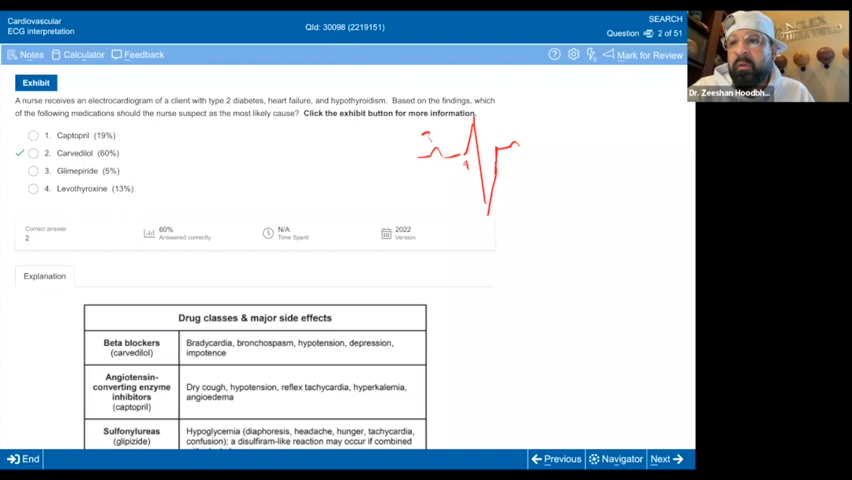 Cardiovascular
ECG interpretation
QId: 30098 (2219151)
SEARCH
Question 2 of 51
Notes Calculator Feedback
Mark for Review
Exhibit
A nurse receives an electrocardiogram of a client with type 2 diabetes, heart failure, and hypothyroidism. Based on the findings, which
of the following medications should the nurse suspect as the most likely cause? Click the exhibit button for more information.
1. Captopril (19%)
2. Carvedilol (60%)
3. Glimepiride (5%)
4. Levothyroxine (13%)
Correct answer
2
60%
Answered correctly
N/A
Time Spent
2022
Version
Explanation
Drug classes & major side effects
Beta blockers
(carvedilol)
Bradycardia, bronchospasm, hypotension, depression,
impotence
Angiotensin-
converting enzyme
inhibitors
(captopril)
Dry cough, hypotension, reflex tachycardia, hyperkalemia,
angioedema
Sulfonylureas
(glipizide)
Hypoglycemia (diaphoresis, headache, hunger, tachycardia,
confusion); a disulfiram-like reaction may occur if combined
End
Previous Navigator Next
NCLEX
Dr. Zeeshan Hoodbh...